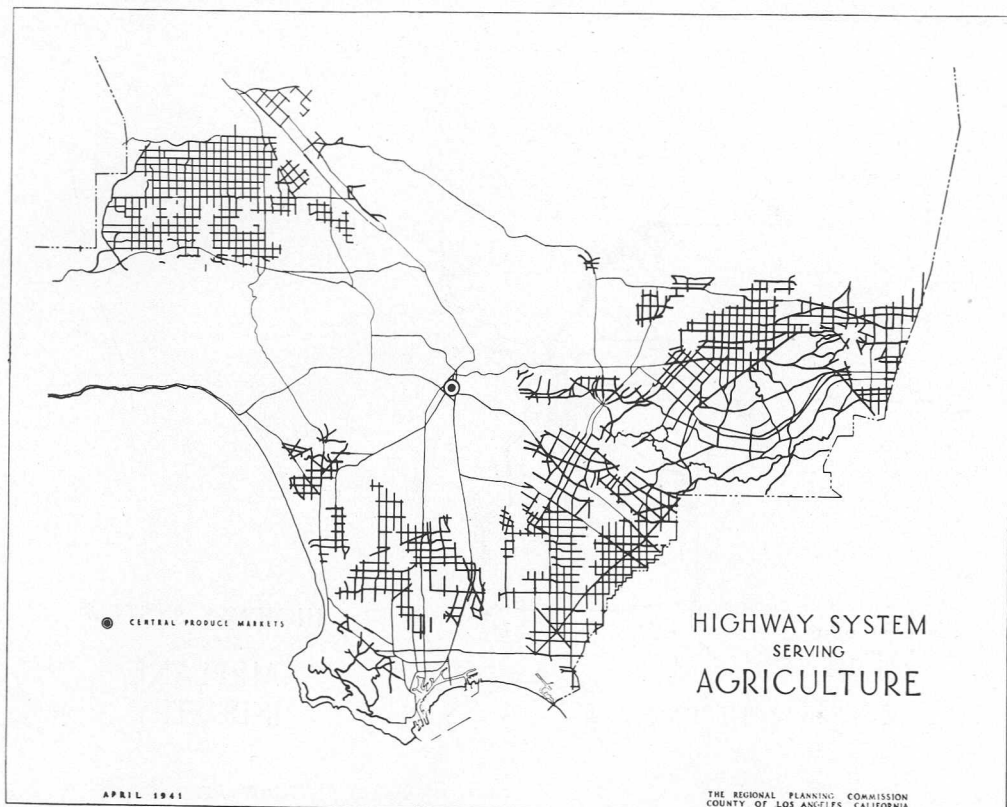 CENTRAL PRODUCE MARKETS
HIGHWAY SYSTEM
SERVING
AGRICULTURE
APRIL 1941
THE REGIONAL PLANNING COMMISSION
COUNTY OF LOS ANGELES CALIFORNIA